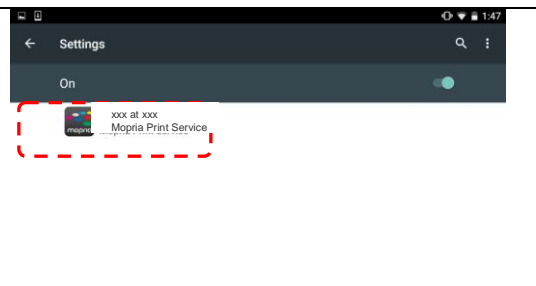 1:47
Settings
On
xxx at xxx
mopria
Mopria Print Service